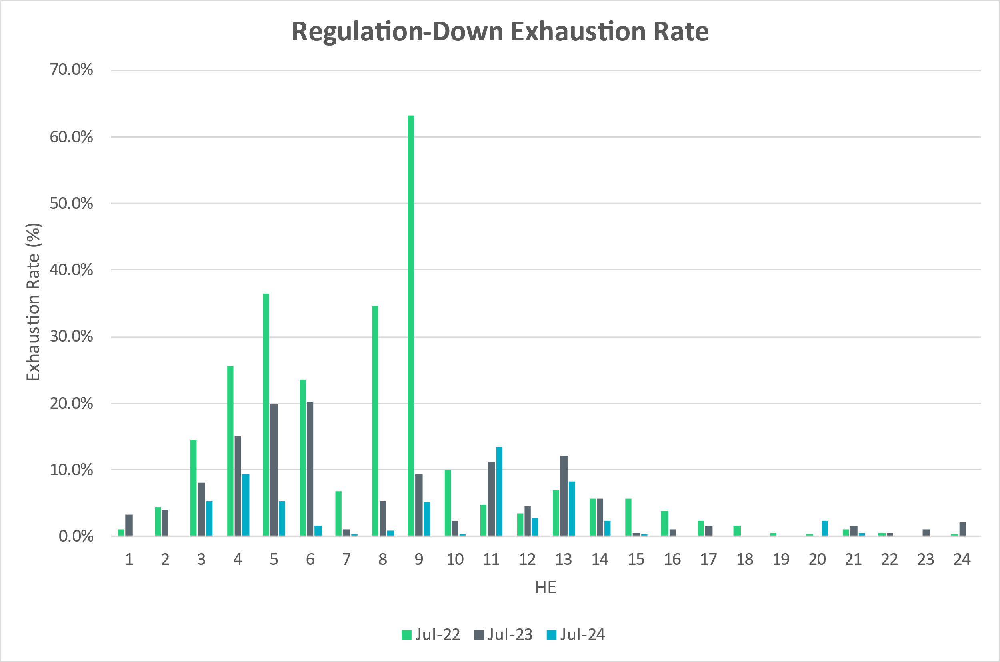 Regulation-Down Exhaustion Rate
70.0%
60.0%
50.0%
40.0%
30.0%
20.0%
10.0%
0.0%
Exhaustion Rate (%)
1 2 3 4 5 6 7 8 9 10 11 12 13 14 15 16 17 18 19 20 21 22 23 24
HE
Jul-22 Jul-23 Jul-24